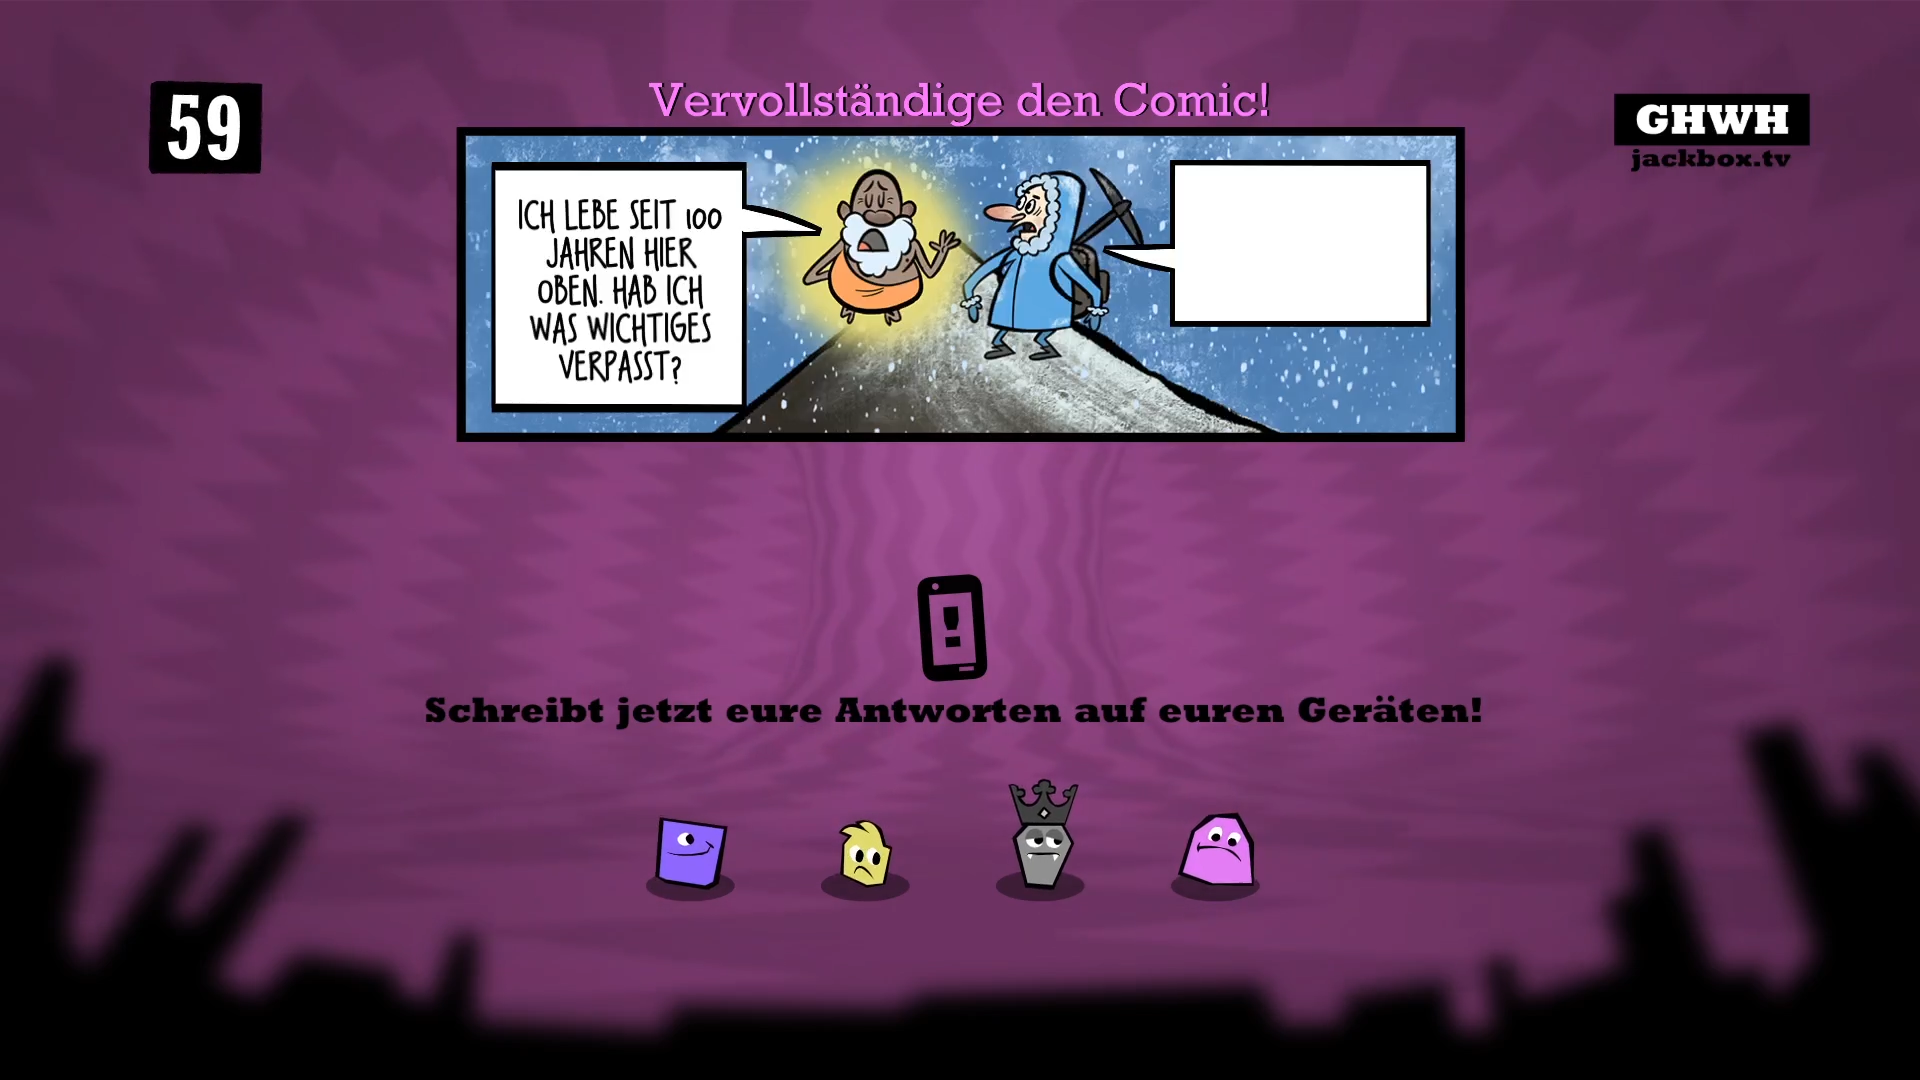 59
Vervollständige den Comic!
GHWH
jackbox.tv
ICH LEBE SEIT 100
JAHREN HIER
OBEN. HAB ICH
WAS WICHTIGES
VERPASST?
!
Schreibt jetzt eure Antworten auf euren Geräten!